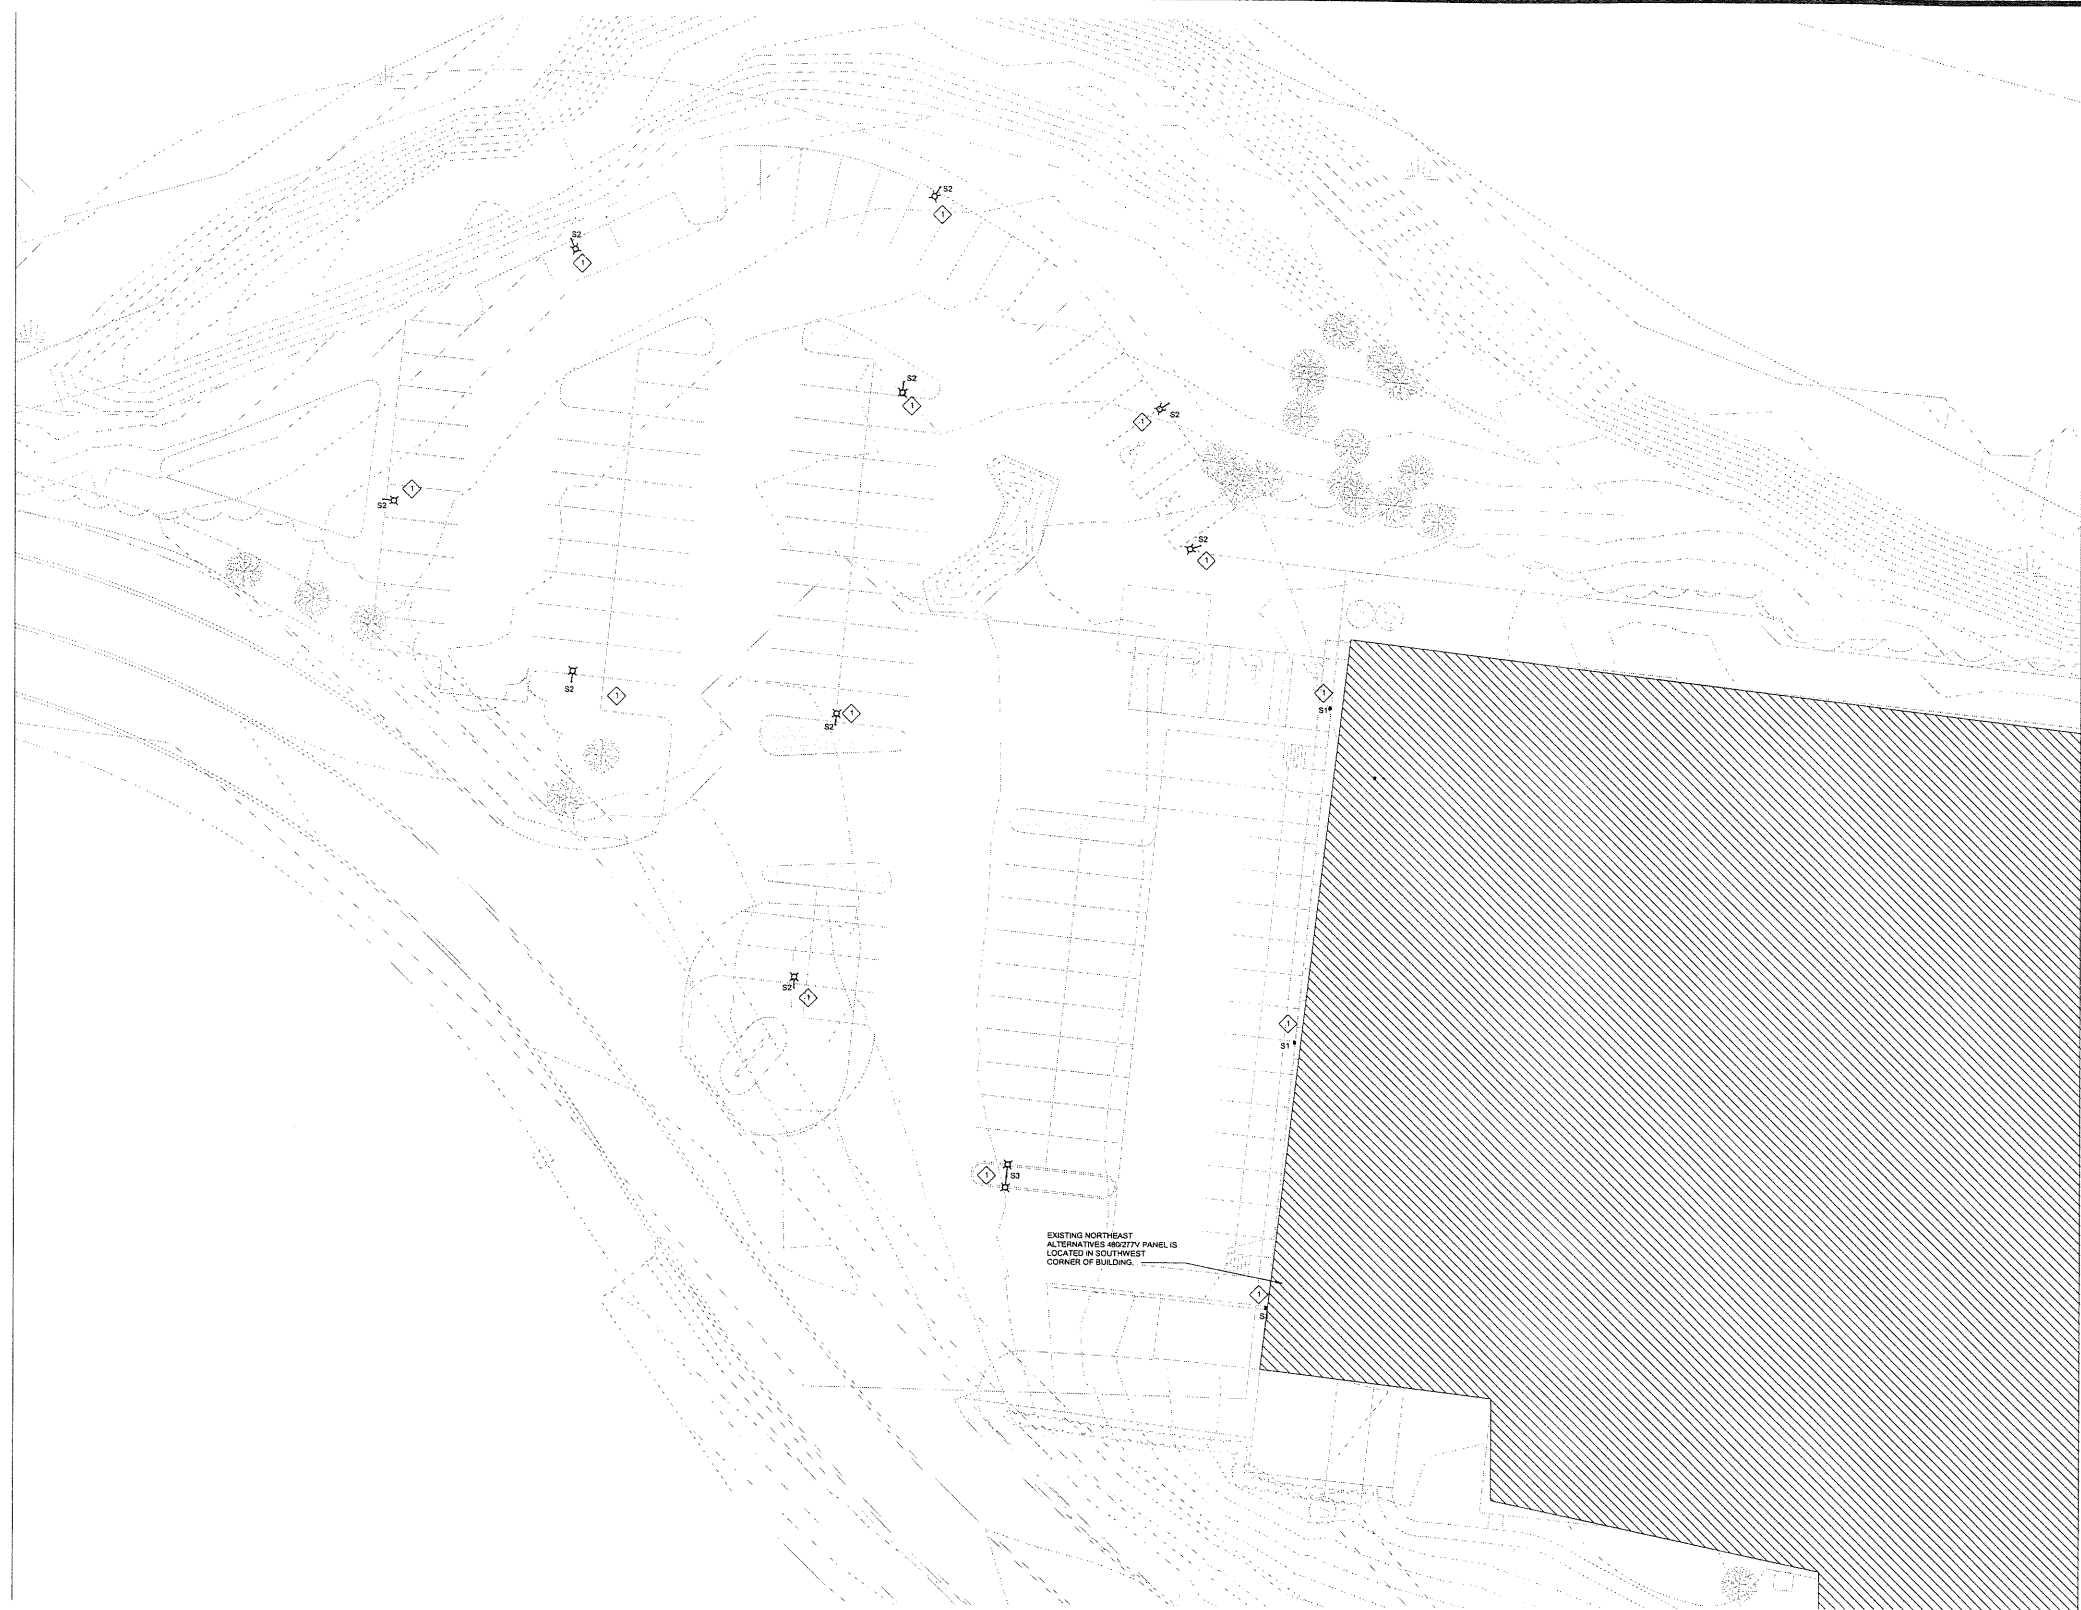 S2
1
S2
1
S2
1
S2
1
1
S2
S2
1
S2
1
1
S2
1
S1
S2
1
1
S1
1
S3
EXISTING NORTHEAST
ALTERNATIVES 480/277V PANEL IS
LOCATED IN SOUTHWEST
CORNER OF BUILDING.
1